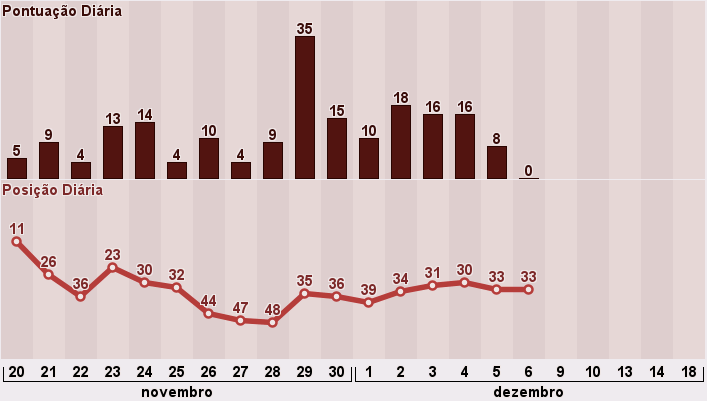 Pontuação Diária
5 9 4 13 14 4 10 4 9 35 15 10 18 16 16 8 0
Posição Diária
11 26 36 23 30 32 44 47 48 35 36 39 34 31 30 33 33
20 21 22 23 24 25 26 27 28 29 30 1 2 3 4 5 6 9 10 13 14 18
novembro dezembro